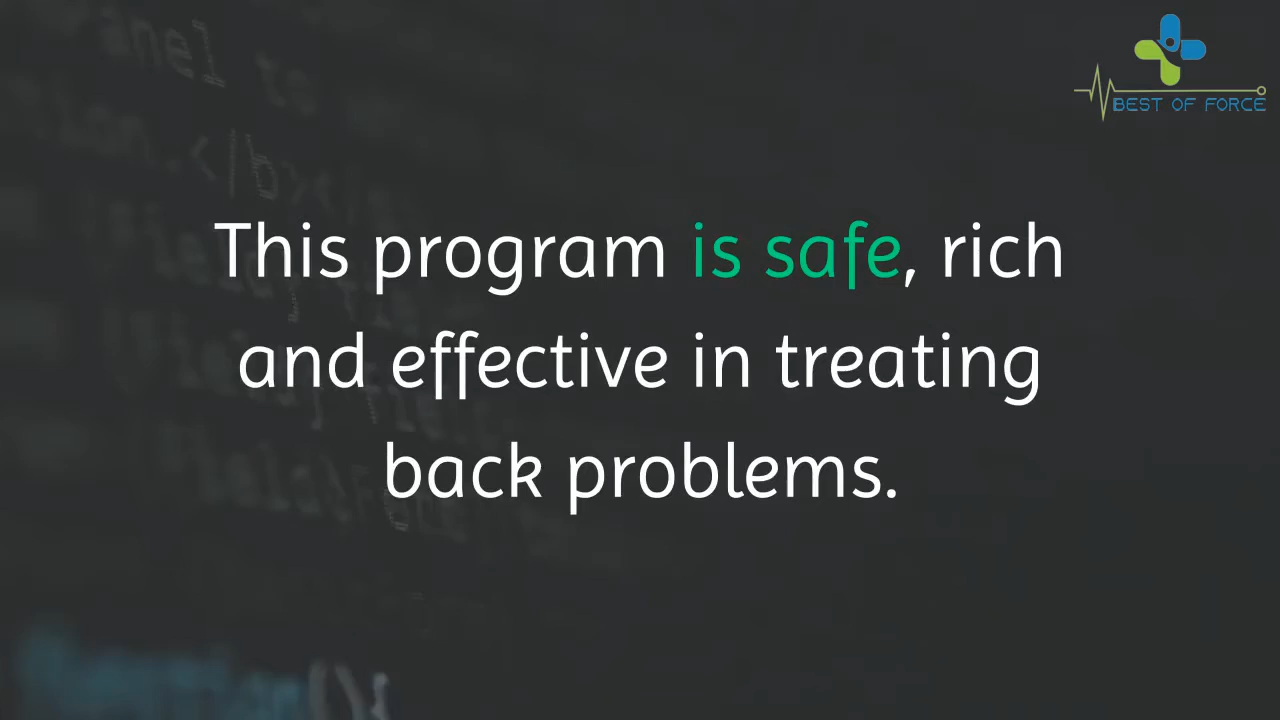 BEST OF FORCE
This program is safe, rich
and effective in treating
back problems.